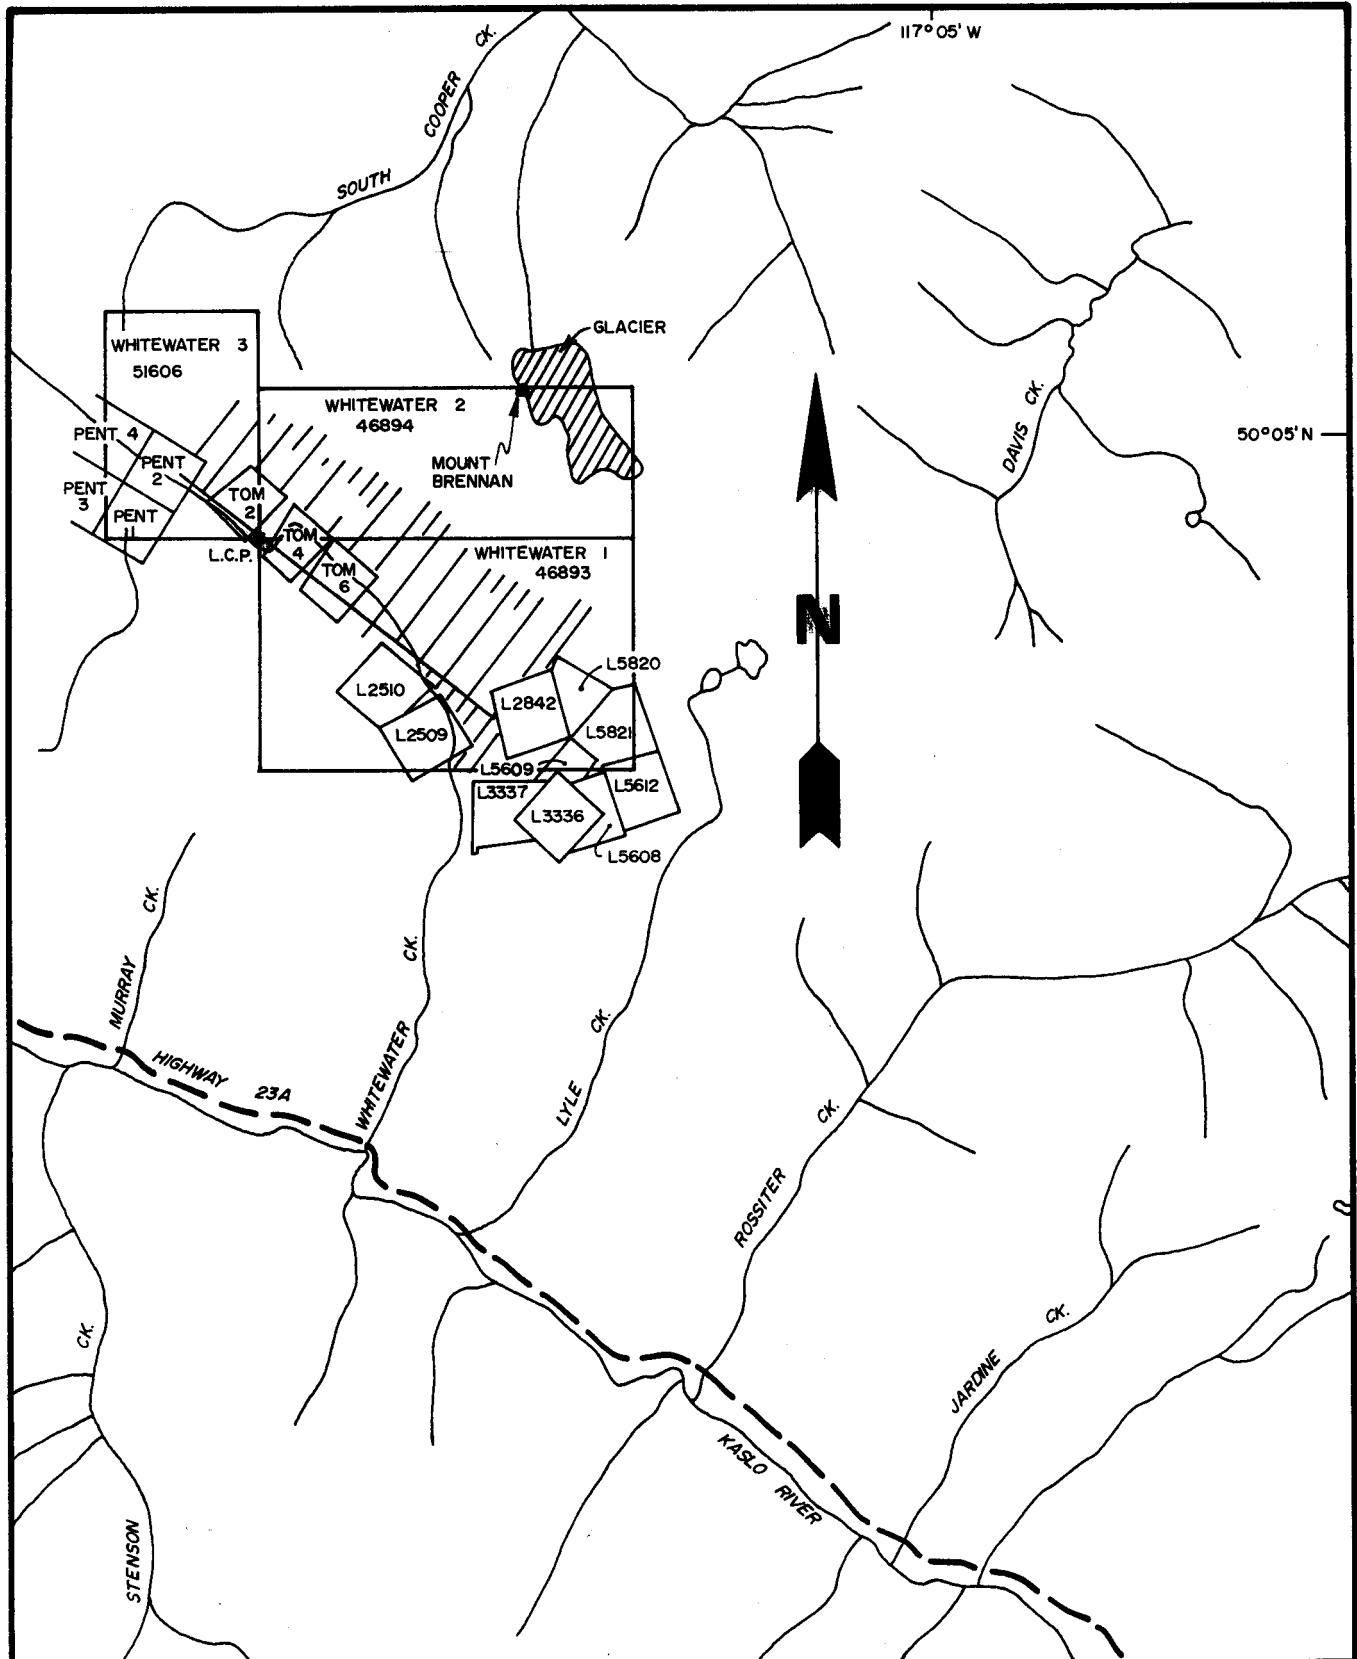 117° 05' W
SOUTH COOPER CK.
GLACIER
WHITEWATER 3
51606
WHITEWATER 2
46894
MOUNT
BRENNAN
DAVIS CK.
50° 05' N
PENT 4
PENT
2
PENT
3
PENT
1
TOM
2
TOM
4
TOM
6
L.C.P.
WHITEWATER 1
46893
N
L5820
L2510
L2842
L2509
L5821
L5609
L3337
L5612
L3336
L5608
MURRAY CK.
WHITEWATER CK.
LYLE CK.
HIGHWAY 23A
ROSSITER CK.
JARDINE CK.
STENSON CK.
KASLO RIVER